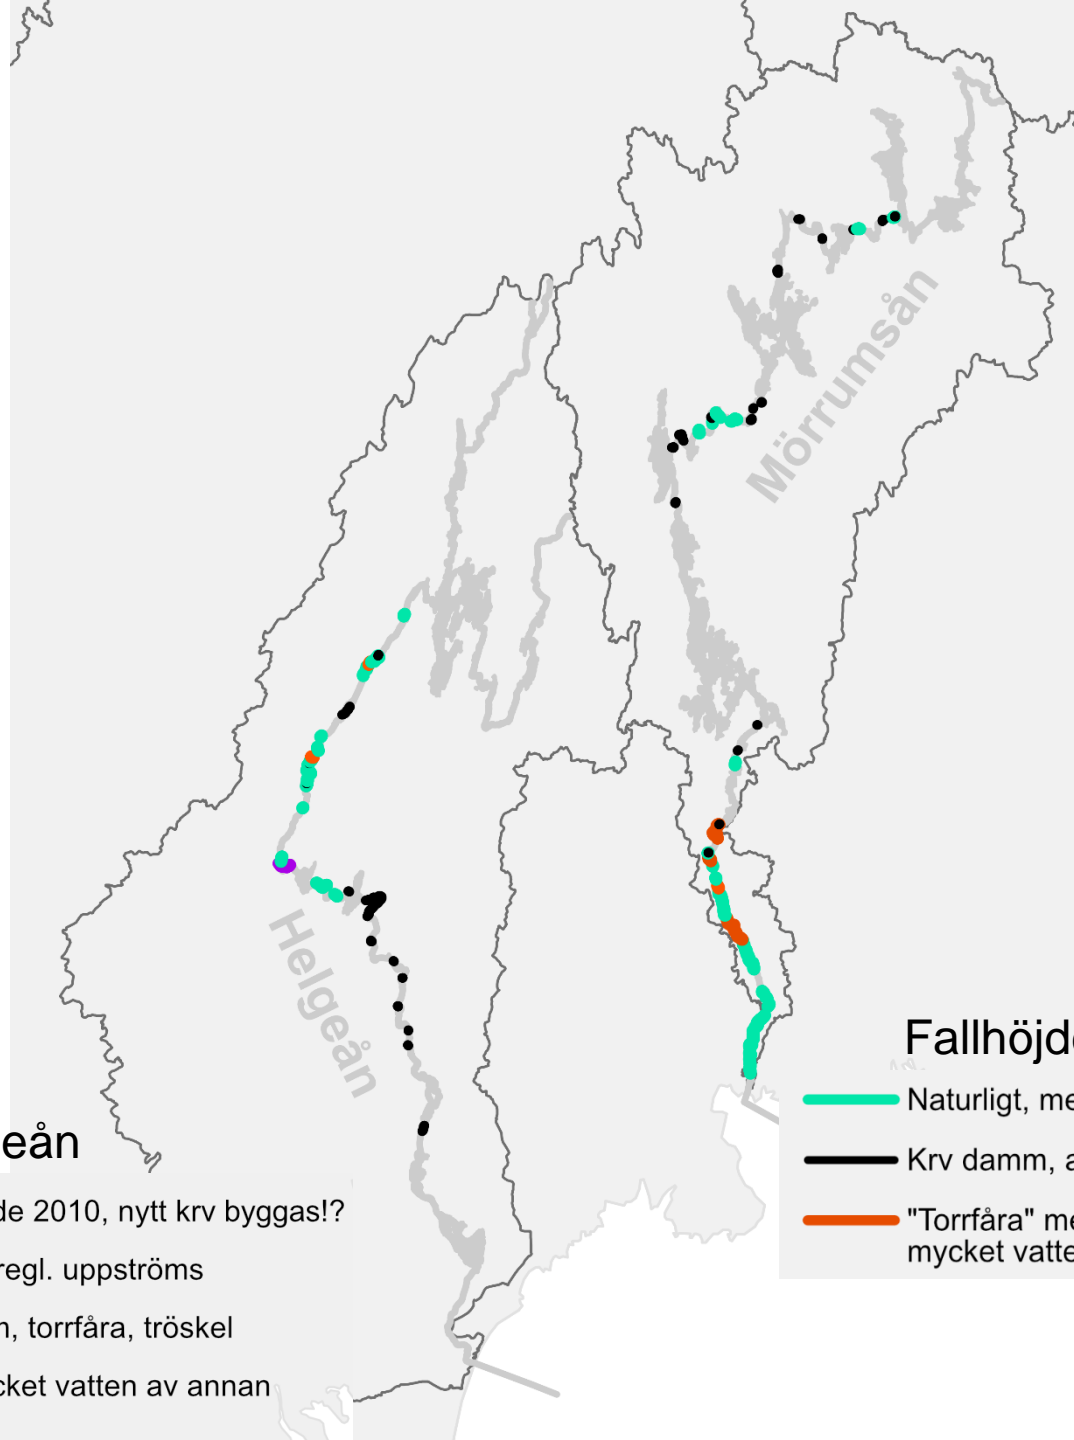 Mörrumsån
Helgeån
Fallhöjd
Naturligt, me
Krv damm, a
"Torrfåra" me
mycket vatte
eån
de 2010, nytt krv byggas!?
regl. uppströms
, torrfåra, tröskel
cket vatten av annan